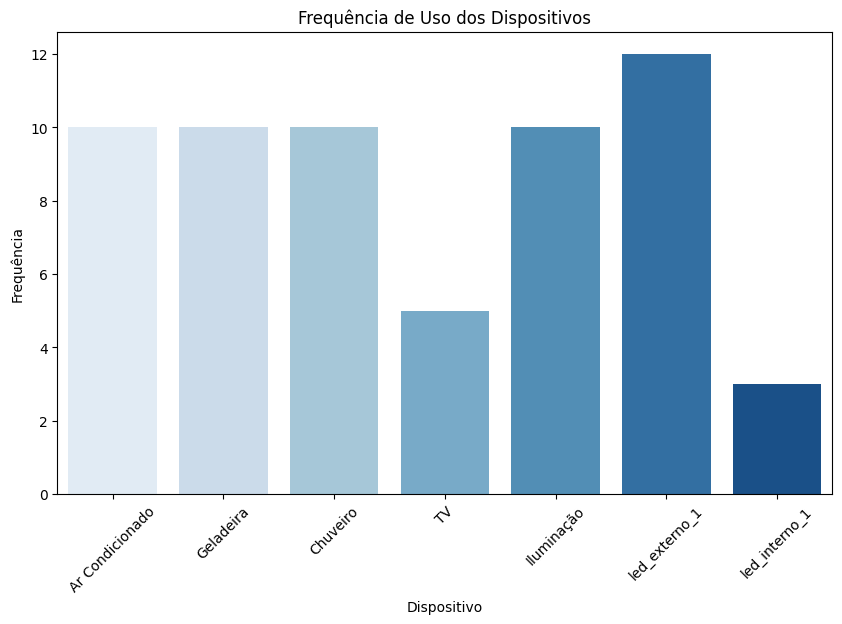 Frequência de Uso dos Dispositivos
Frequência
12
10
8
6
4
2
0
Ar Condicionado
Geladeira
Chuveiro
TV
Iluminação
led_externo_1
led_interno_1
Dispositivo